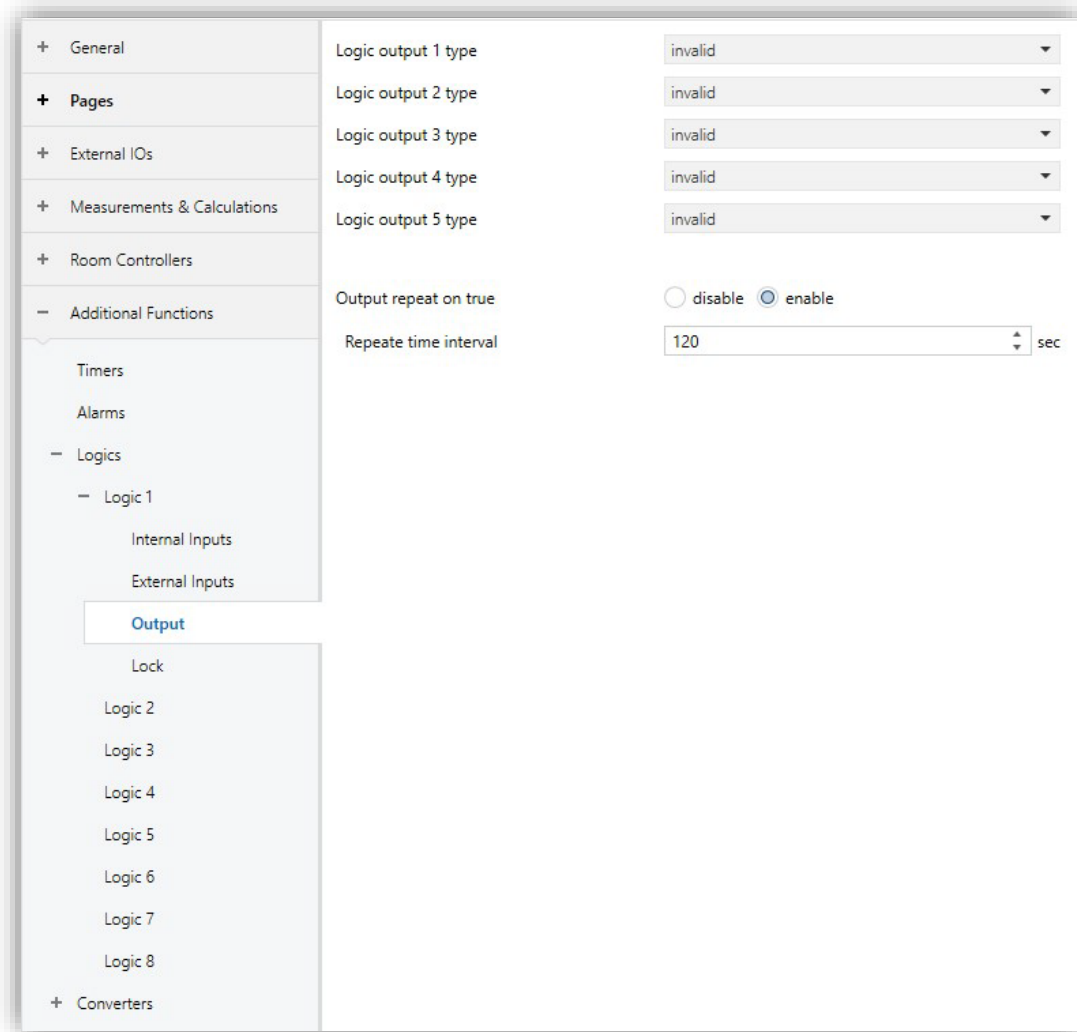 + General
+ Pages
+ External IOs
+ Measurements & Calculations
+ Room Controllers
− Additional Functions
Timers
Alarms
− Logics
− Logic 1
Internal Inputs
External Inputs
Output
Lock
Logic 2
Logic 3
Logic 4
Logic 5
Logic 6
Logic 7
Logic 8
+ Converters
Logic output 1 type invalid
Logic output 2 type invalid
Logic output 3 type invalid
Logic output 4 type invalid
Logic output 5 type invalid
Output repeat on true disable enable
Repeate time interval 120 sec